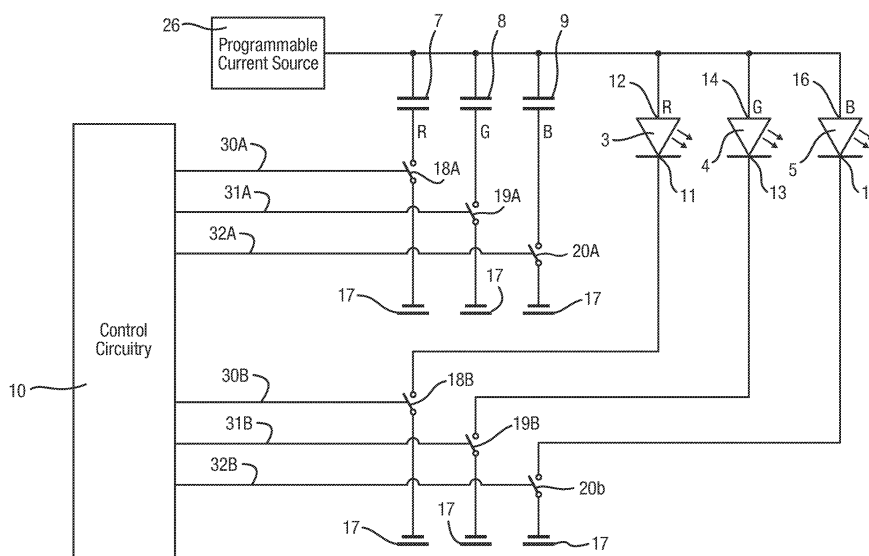 26
Programmable
Current Source
7
8
9
12
R
14
G
16
B
3
4
5
R
G
B
30A
18A
11
13
1
31A
19A
32A
20A
17
17
17
Control
Circuitry
10
30B
18B
31B
19B
32B
20b
17
17
17